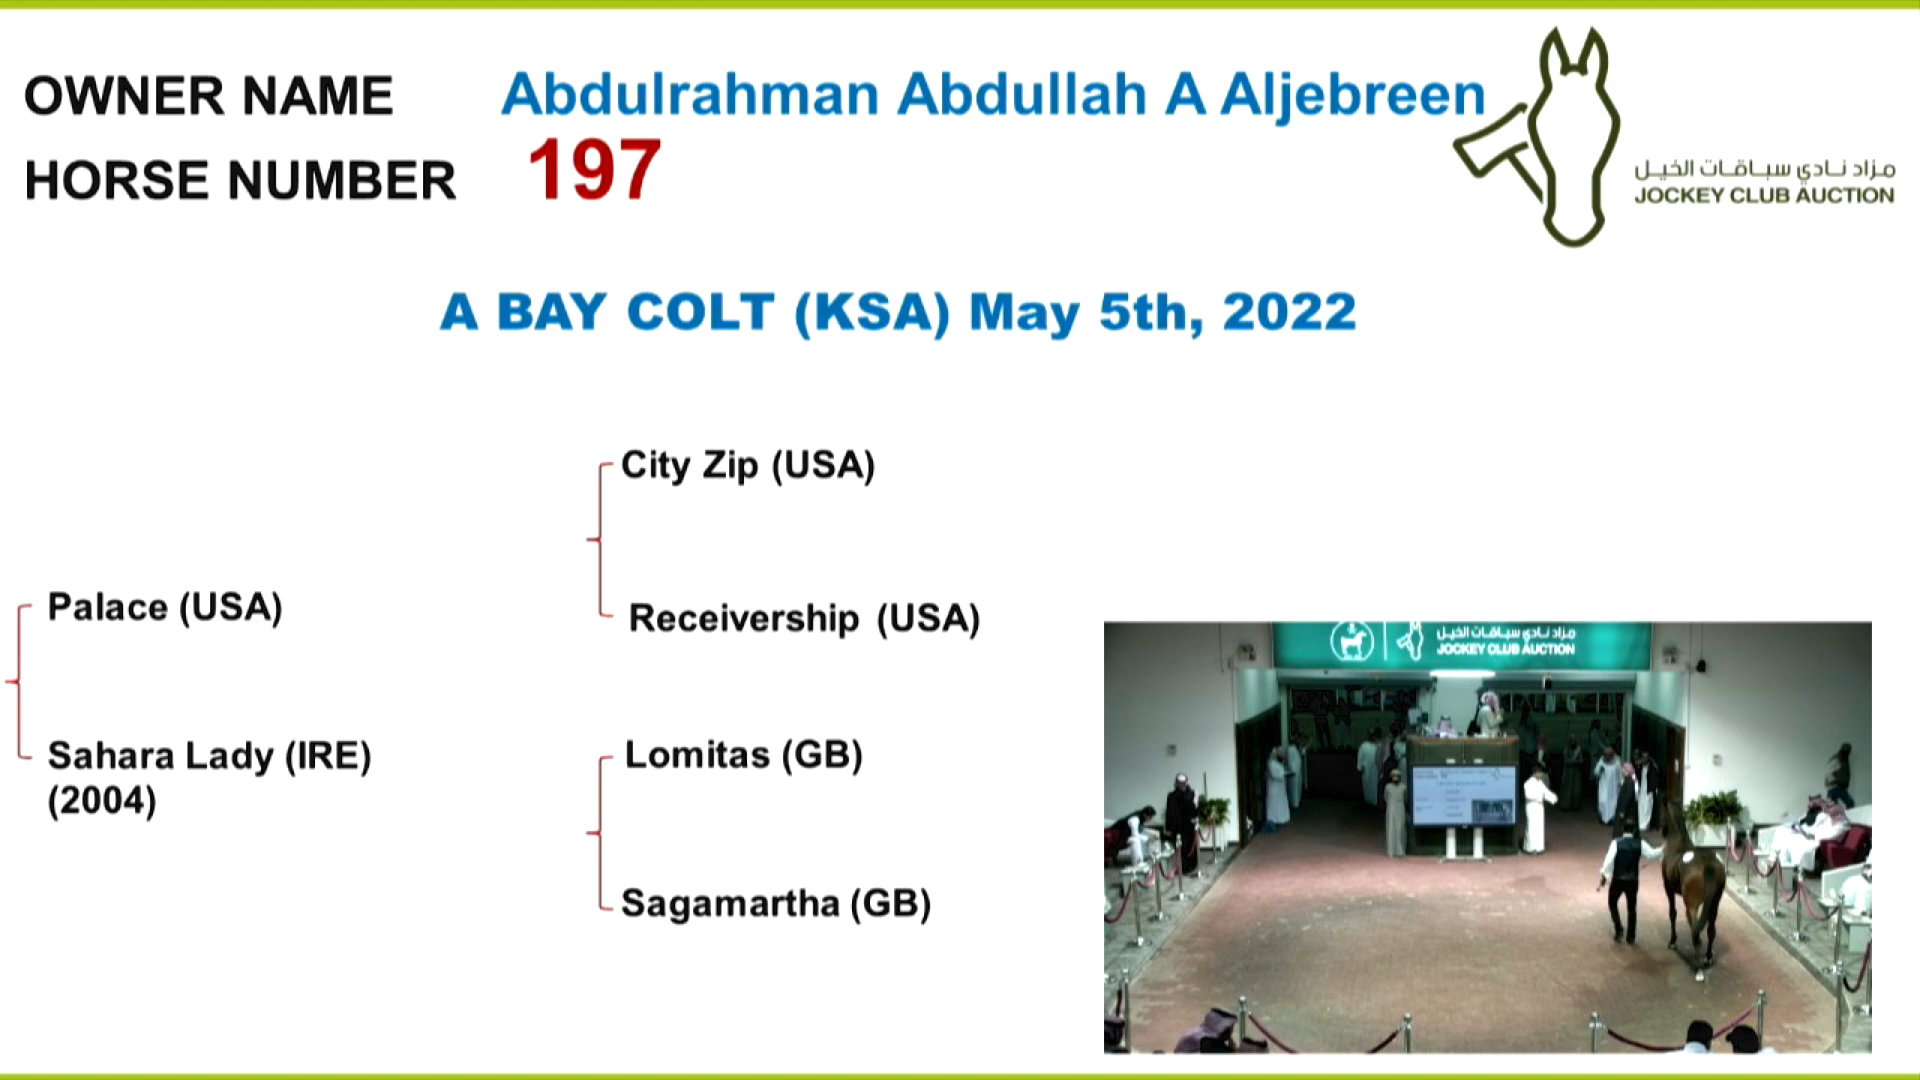 OWNER NAME Abdulrahman Abdullah A Aljebreen
HORSE NUMBER 197
مزاد نادي سباقات الخيل
JOCKEY CLUB AUCTION
A BAY COLT (KSA) May 5th, 2022
City Zip (USA)
Palace (USA)
Receivership (USA)
Sahara Lady (IRE)
(2004)
Lomitas (GB)
Sagamartha (GB)
مزاد نادي سباقات الخيل
JOCKEY CLUB AUCTION